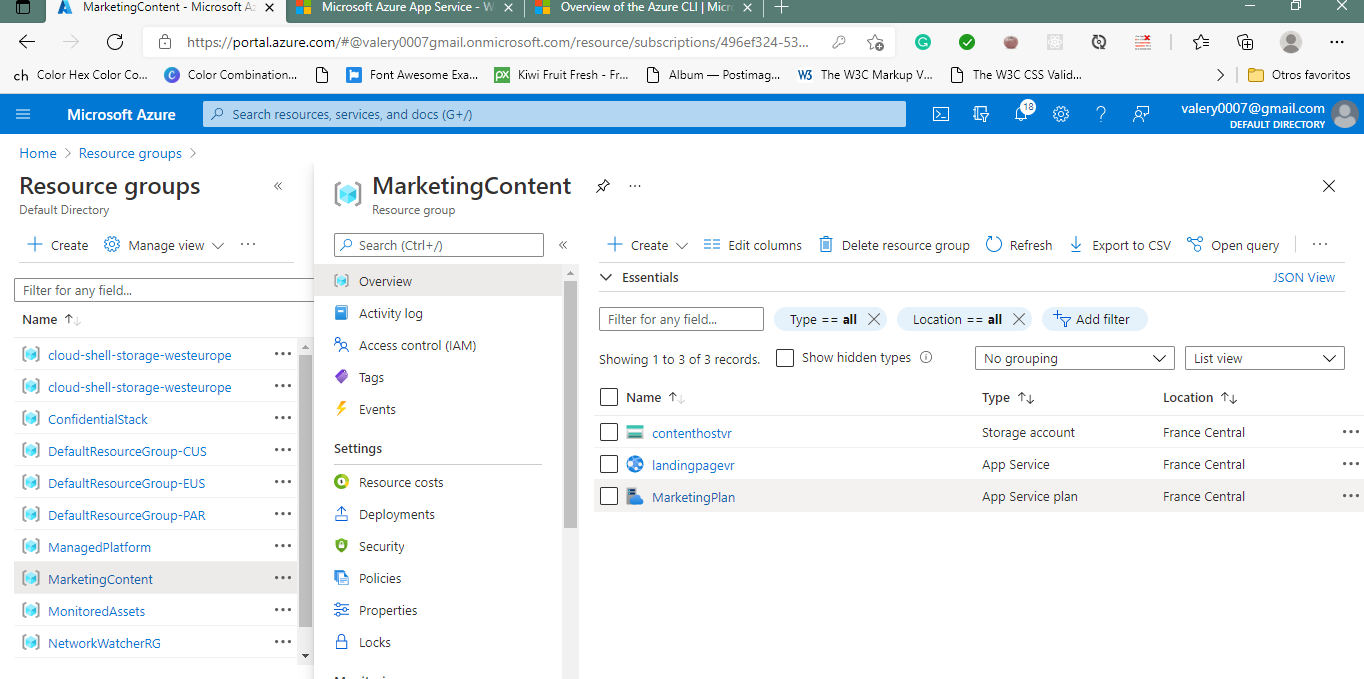 MarketingContent - Microsoft Az
Microsoft Azure App Service - W
Overview of the Azure CLI | Micro
https://portal.azure.com/#@valery0007gmail.onmicrosoft.com/resource/subscriptions/496ef324-53...
ch Color Hex Color Co...
Color Combination...
Font Awesome Exa...
Kiwi Fruit Fresh - Fr...
Album — Postimag...
W3 The W3C Markup V...
The W3C CSS Valid...
Otros favoritos
Microsoft Azure
Search resources, services, and docs (G+/)
18
valery0007@gmail.com
DEFAULT DIRECTORY
Home > Resource groups >
Resource groups «
Default Directory
+ Create Manage view ...
Filter for any field...
Name ↑↓
cloud-shell-storage-westeurope ...
cloud-shell-storage-westeurope ...
ConfidentialStack ...
DefaultResourceGroup-CUS ...
DefaultResourceGroup-EUS ...
DefaultResourceGroup-PAR ...
ManagedPlatform ...
MarketingContent ...
MonitoredAssets ...
NetworkWatcherRG ...
MarketingContent ...
Resource group
Search (Ctrl+/) «
Overview
Activity log
Access control (IAM)
Tags
Events
Settings
Resource costs
Deployments
Security
Policies
Properties
Locks
+ Create Edit columns Delete resource group Refresh Export to CSV Open query ...
Essentials JSON View
Filter for any field... Type == all Location == all Add filter
Showing 1 to 3 of 3 records. Show hidden types No grouping List view
Name ↑↓ Type ↑↓ Location ↑↓
contenthostvr Storage account France Central ...
landingpagevr App Service France Central ...
MarketingPlan App Service plan France Central ...